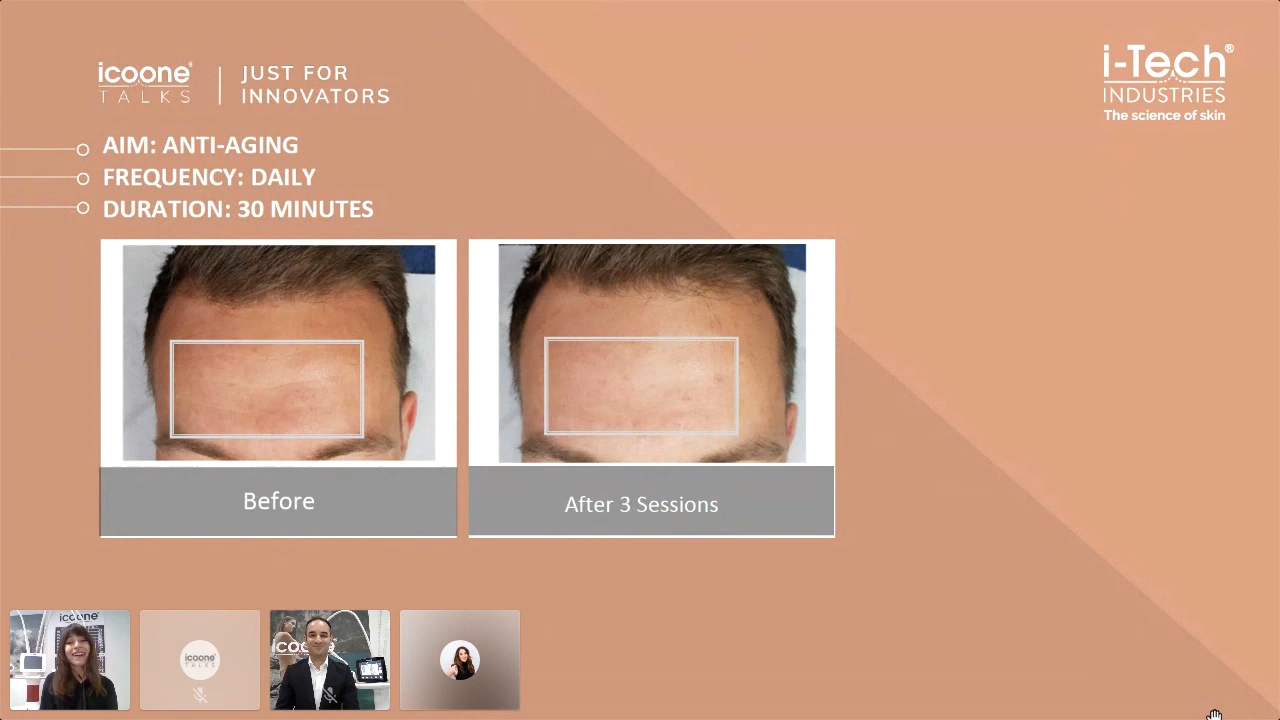 icoone®
TALKS
JUST FOR
INNOVATORS
i-Tech®
INDUSTRIES
The science of skin
AIM: ANTI-AGING
FREQUENCY: DAILY
DURATION: 30 MINUTES
Before
After 3 Sessions
icoone
icoone
TALKS
icoo